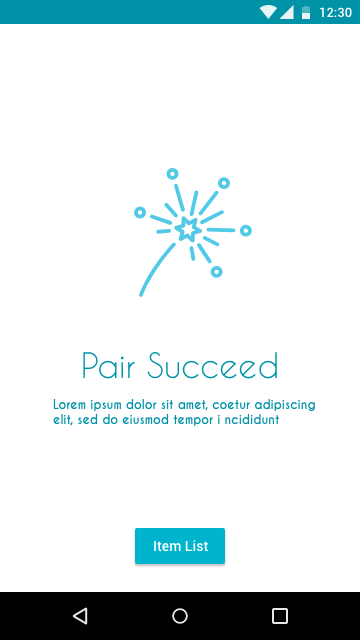 12:30
Pair Succeed
Lorem ipsum dolor sit amet, coetur adipiscing
elit, sed do eiusmod tempor i ncididunt
Item List